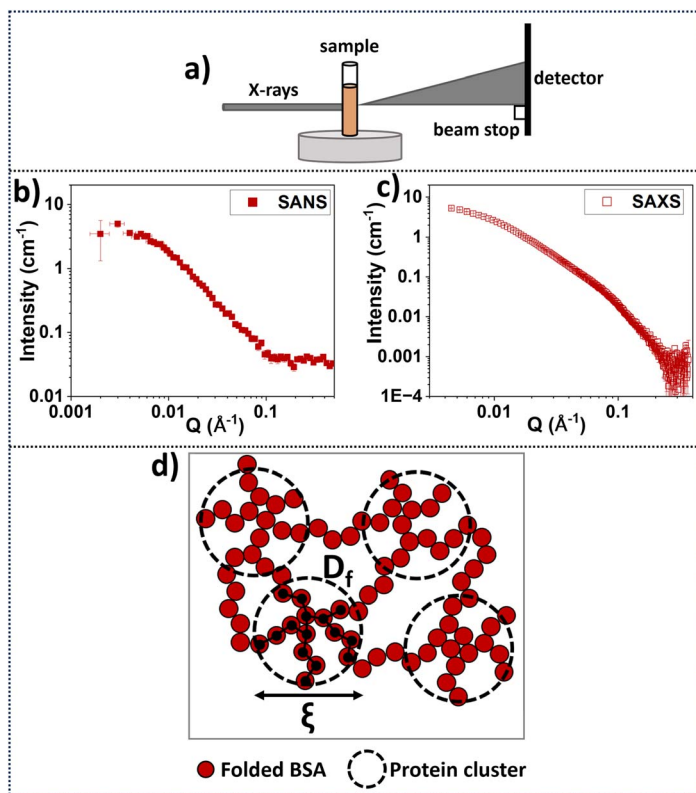 a)
sample
X-rays
detector
beam stop
b)
SANS
Intensity (cm⁻¹)
10
1
0.1
0.01
0.001
0.01
0.1
Q (Å⁻¹)
c)
SAXS
Intensity (cm⁻¹)
10
1
0.1
0.01
0.001
1E−4
0.01
0.1
Q (Å⁻¹)
d)
D_f
ξ
Folded BSA
Protein cluster